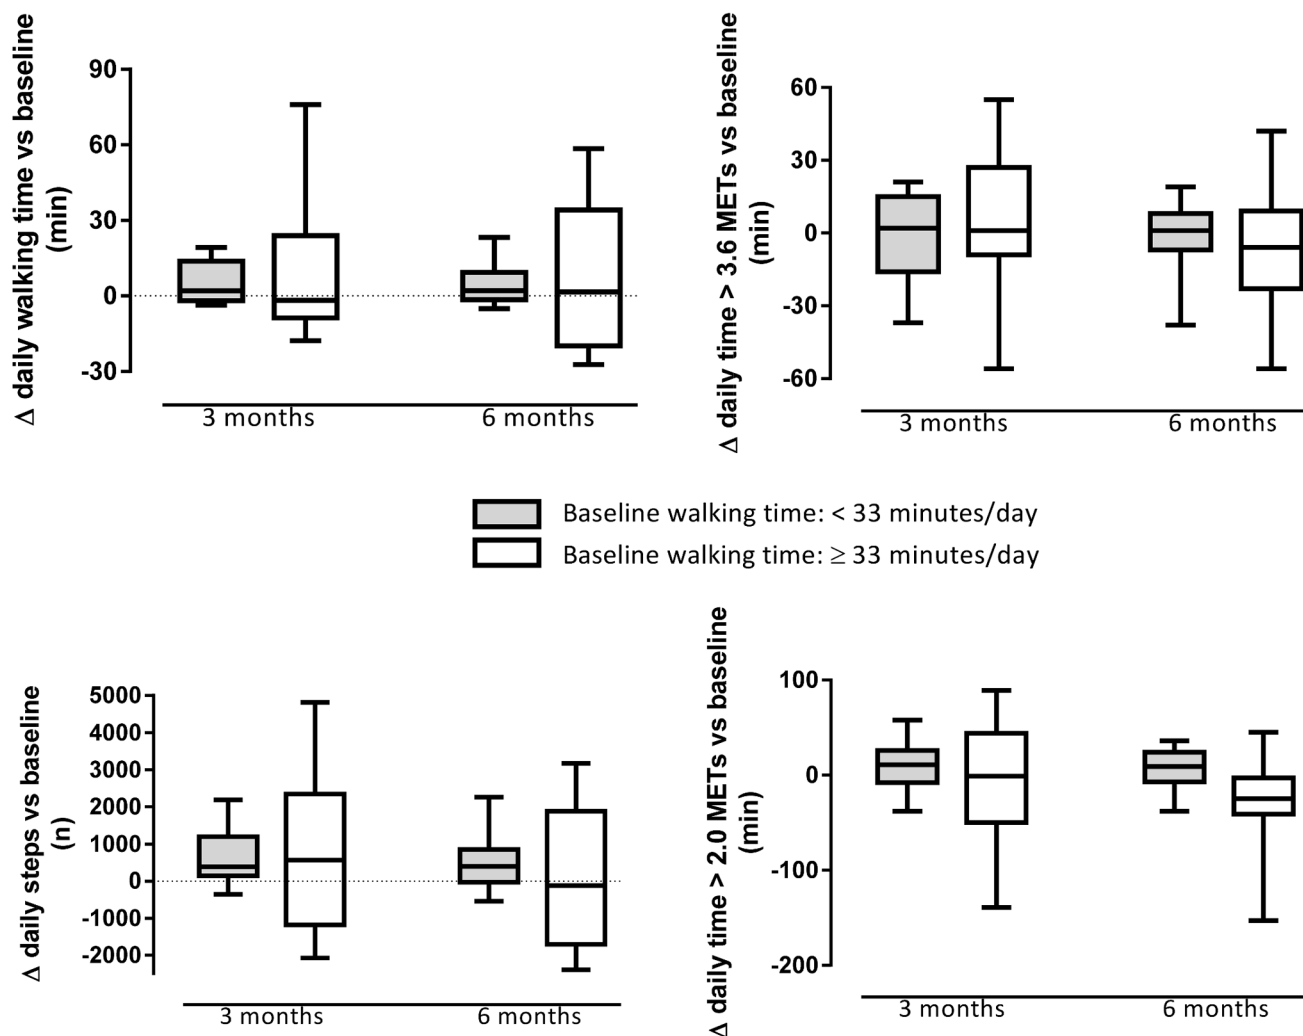 Δ daily walking time vs baseline
(min)
90
60
30
0
-30
3 months
6 months
Δ daily time > 3.6 METs vs baseline
(min)
60
30
0
-30
-60
3 months
6 months
Baseline walking time: < 33 minutes/day
Baseline walking time: ≥ 33 minutes/day
Δ daily steps vs baseline
(n)
5000
4000
3000
2000
1000
0
-1000
-2000
3 months
6 months
Δ daily time > 2.0 METs vs baseline
(min)
100
0
-100
-200
3 months
6 months